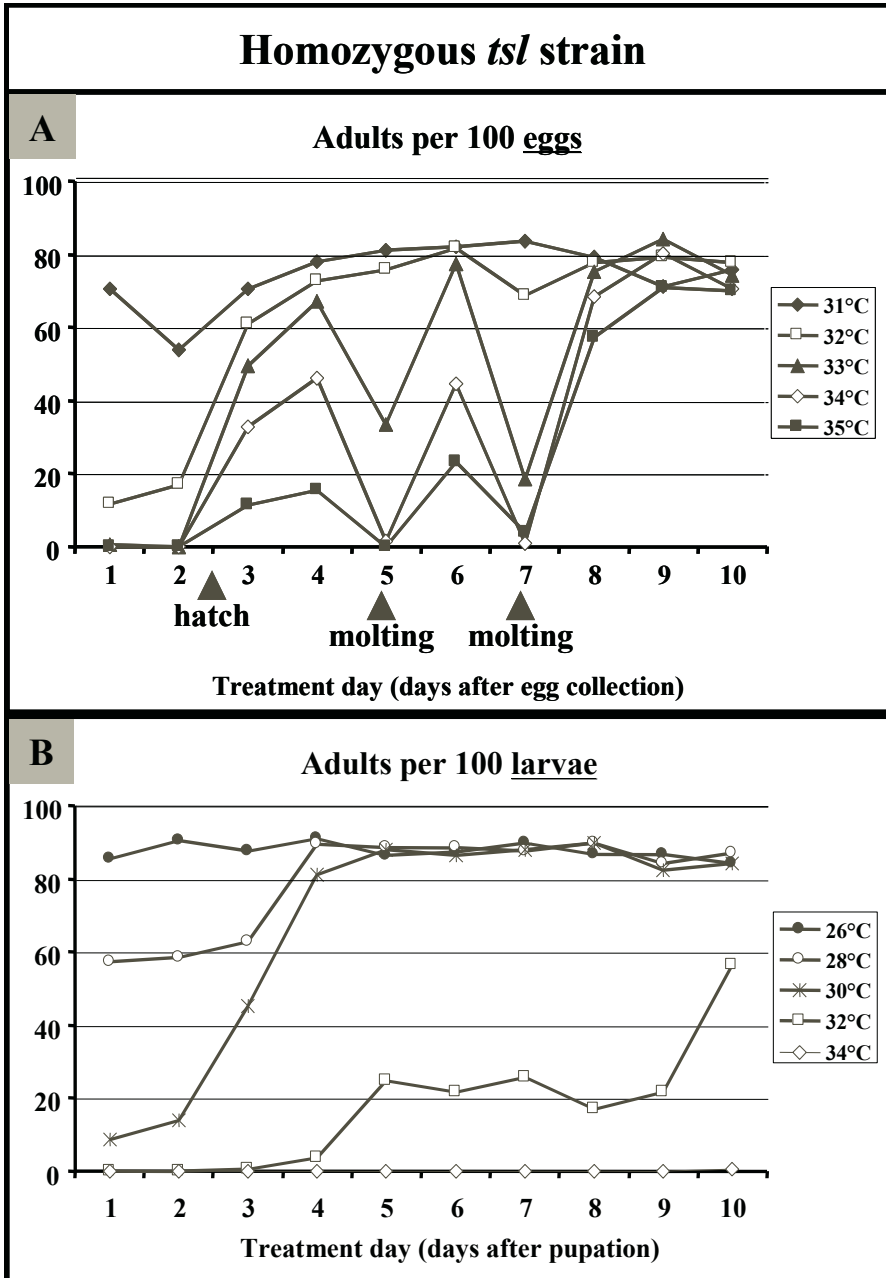 Homozygous tsl strain
A
Adults per 100 eggs
100
80
60
40
20
0
1 2 3 4 5 6 7 8 9 10
hatch
molting molting
Treatment day (days after egg collection)
31°C
32°C
33°C
34°C
35°C
B
Adults per 100 larvae
100
80
60
40
20
0
1 2 3 4 5 6 7 8 9 10
Treatment day (days after pupation)
26°C
28°C
30°C
32°C
34°C